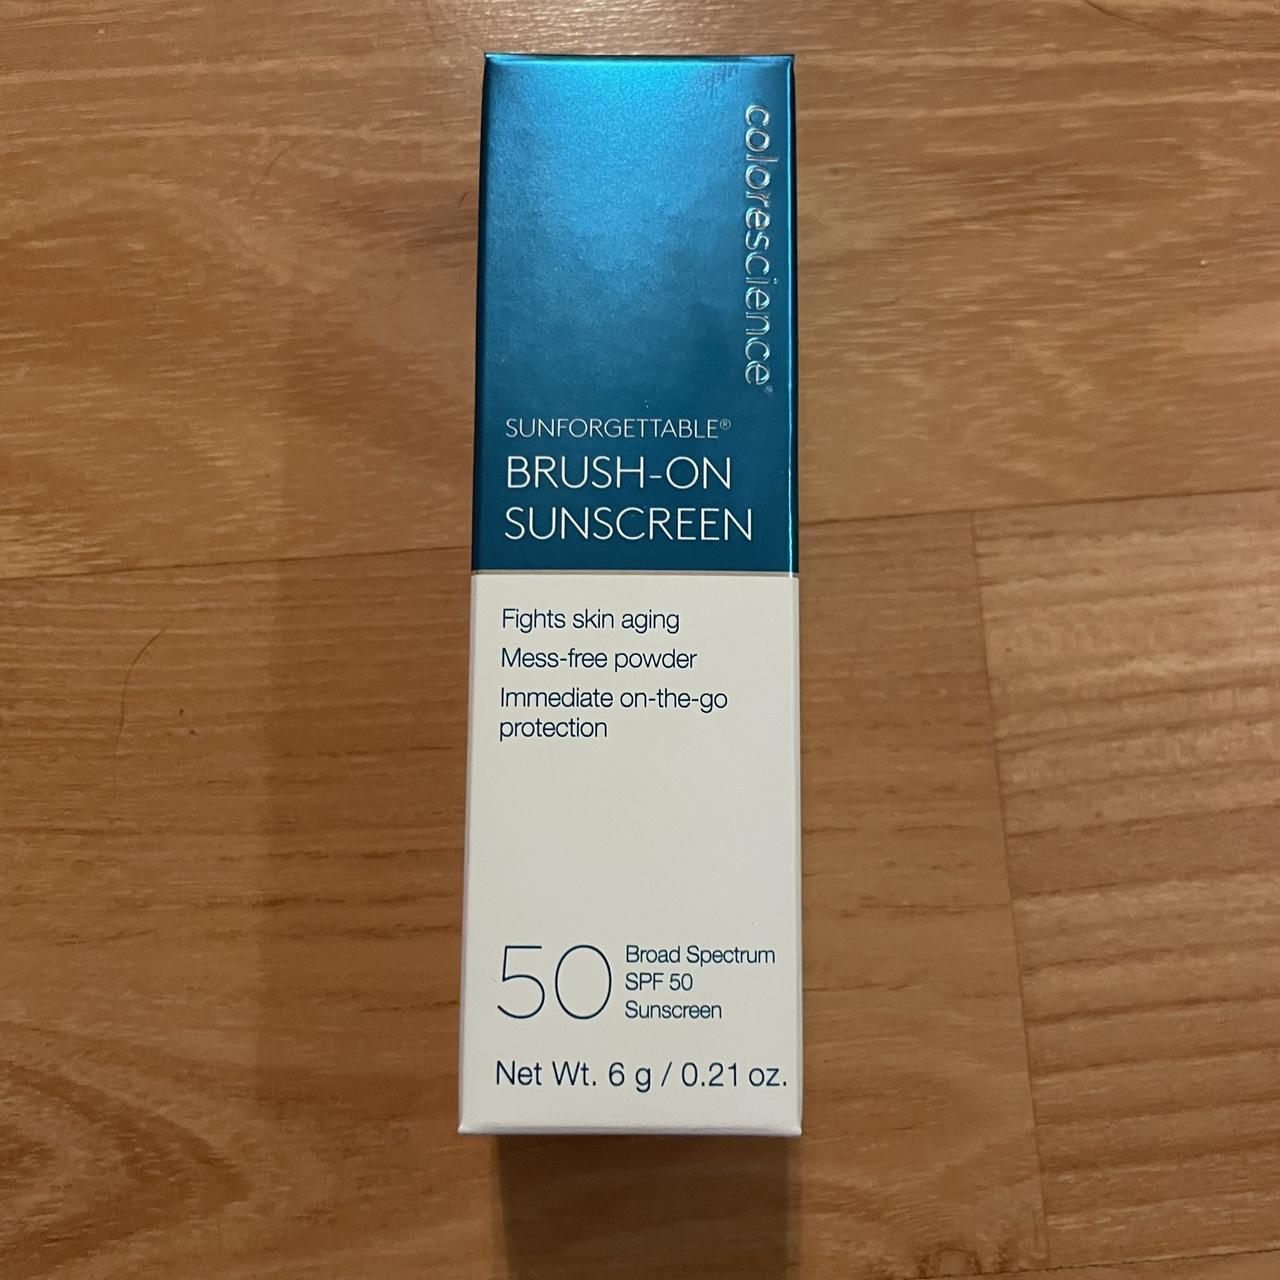 colorescience®
SUNFORGETTABLE®
BRUSH-ON
SUNSCREEN
Fights skin aging
Mess-free powder
Immediate on-the-go
protection
50
Broad Spectrum
SPF 50
Sunscreen
Net Wt. 6 g / 0.21 oz.